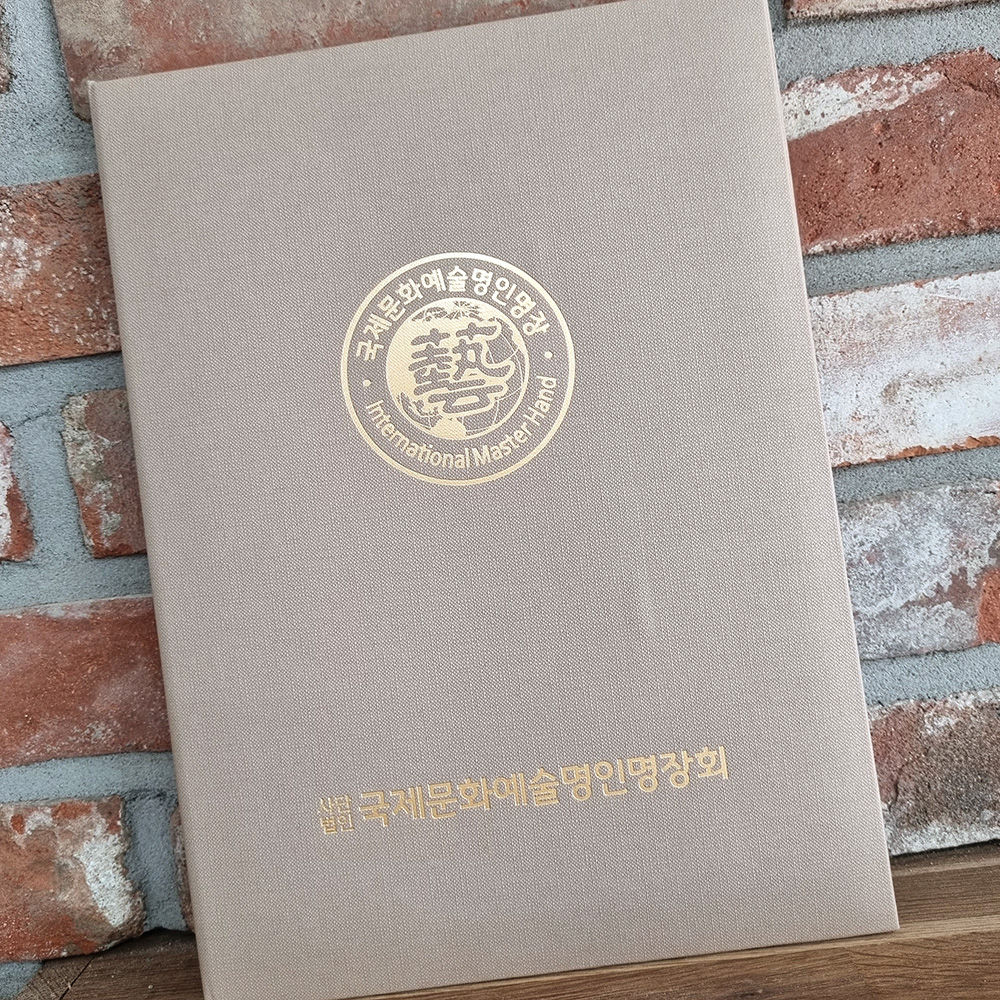 국제문화예술명인명장
藝
International Master Hand
사단법인 국제문화예술명인명장회